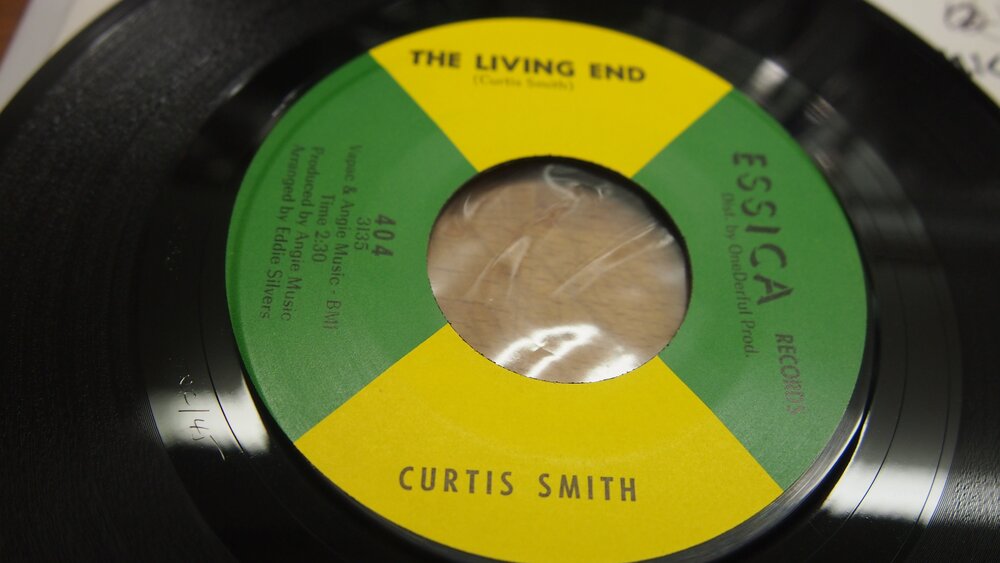 THE LIVING END
(Curtis Smith)
404
3135
Vapac & Angie Music - BMI
Time 2:30
Produced by Angie Music
Arranged by Eddie Silvers
ESSICA
RECORDS
Dist. by OneDerful Prod.
CURTIS SMITH